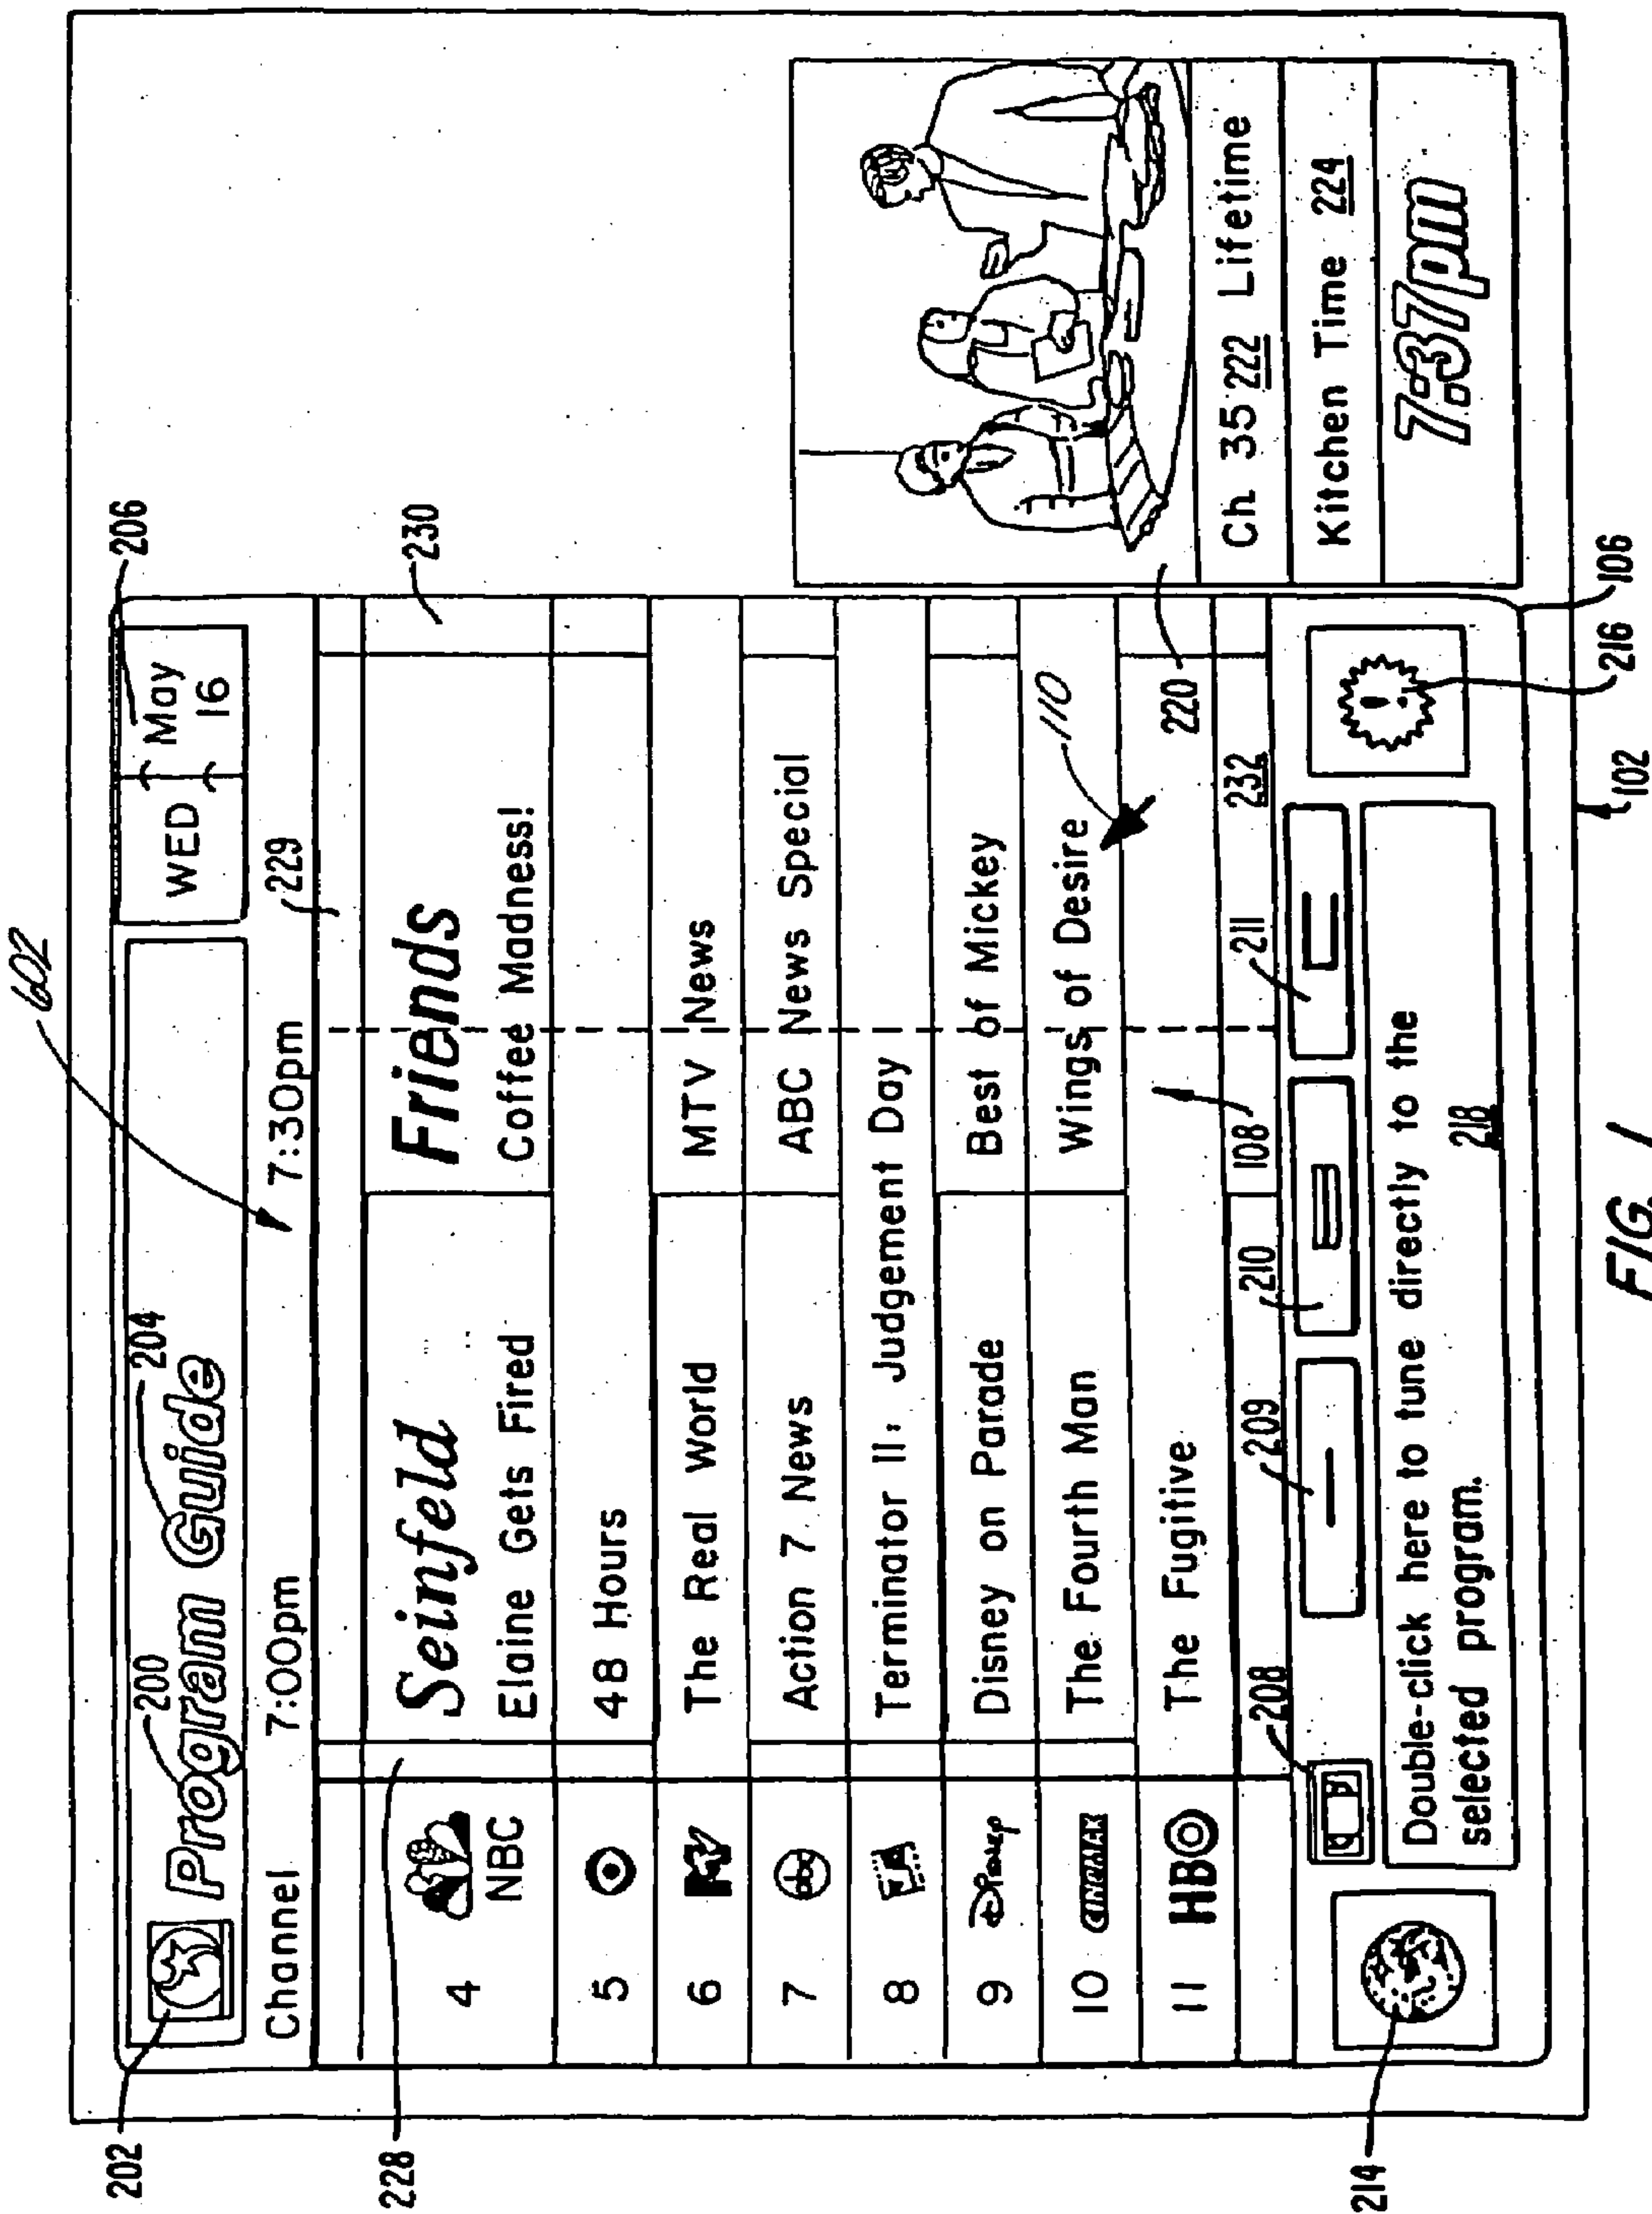 602
202
200
204
206
Program Guide
WED
May
16
Channel
7:00pm
7:30pm
229
228
230
4
NBC
Seinfeld
Elaine Gets Fired
Friends
Coffee Madness!
5
48 Hours
6
The Real World
MTV News
7
abc
Action 7 News
ABC News Special
8
Terminator II: Judgement Day
9
Disney
Disney on Parade
Best of Mickey
10
CINEMAX
The Fourth Man
Wings of Desire
110
11
HBO
The Fugitive
220
208
209
210
108
211
232
Ch 35 222 Lifetime
Kitchen Time 224
7:37pm
Double-click here to tune directly to the
selected program.
218
214
106
216
102
FIG. 1